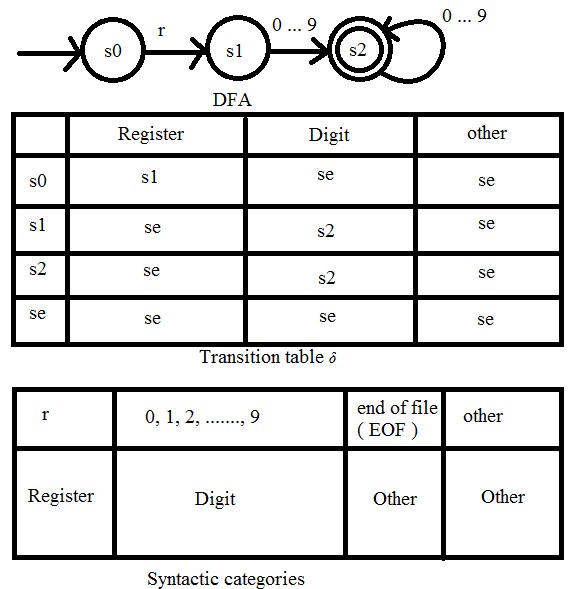 r 0 ... 9 0 ... 9
s0 s1 s2
DFA
Register Digit other
s0 s1 se se
s1 se s2 se
s2 se s2 se
se se se se
Transition table δ
r 0, 1, 2, ......., 9 end of file ( EOF ) other
Register Digit Other Other
Syntactic categories